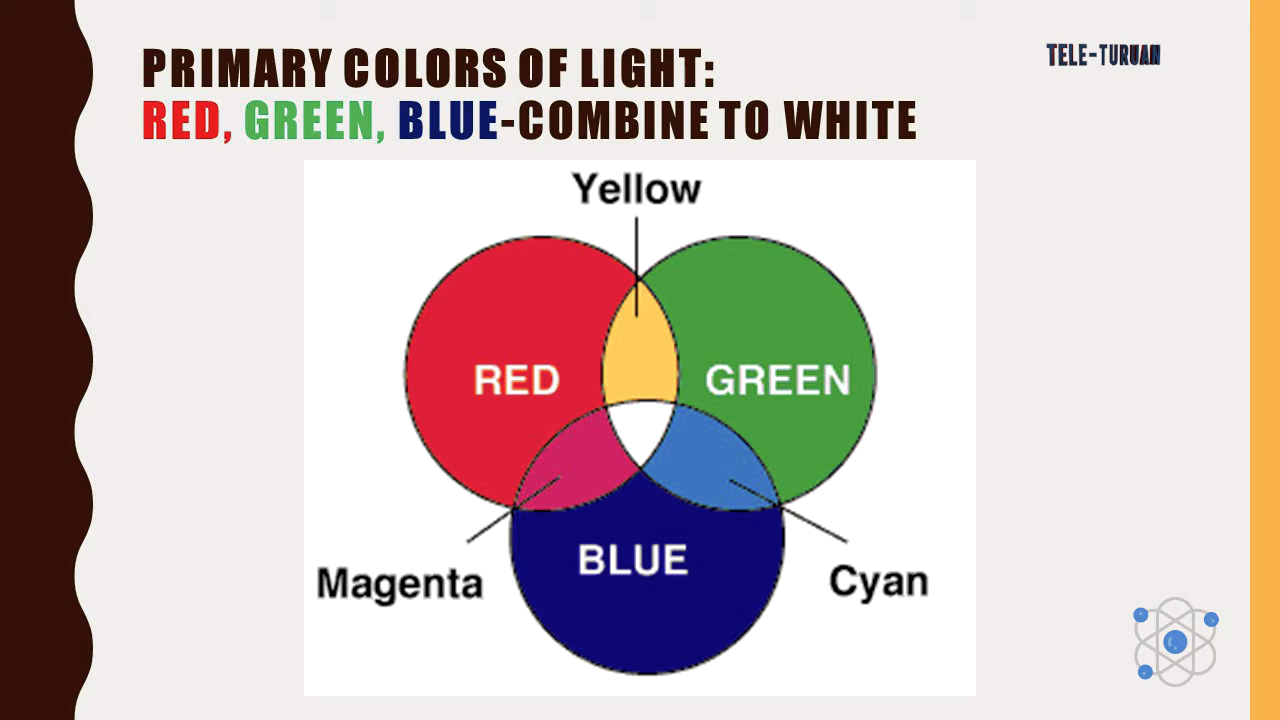 PRIMARY COLORS OF LIGHT:
RED, GREEN, BLUE-COMBINE TO WHITE
TELE-TURUAN
Yellow
RED
GREEN
BLUE
Magenta
Cyan